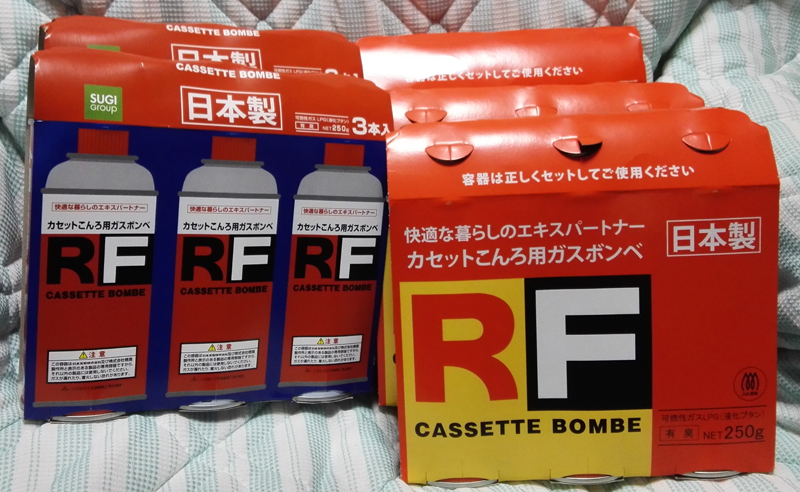 CASSETTE BOMBE
日本製
CASSETTE BOMBE
SUGI
Group
日本製
可燃性ガス LPG(液化ブタン)
有臭 NET250g
3本入
快適な暮らしのエキスパートナー
カセットこんろ用ガスボンベ
RF
CASSETTE BOMBE
注意
快適な暮らしのエキスパートナー
カセットこんろ用ガスボンベ
RF
CASSETTE BOMBE
注意
快適な暮らしのエキスパートナー
カセットこんろ用ガスボンベ
RF
CASSETTE BOMBE
注意
容器は正しくセットしてご使用ください
容器は正しくセットしてご使用ください
快適な暮らしのエキスパートナー
カセットこんろ用ガスボンベ
日本製
RF
CASSETTE BOMBE
可燃性ガスLPG(液化ブタン)
有臭 NET250g